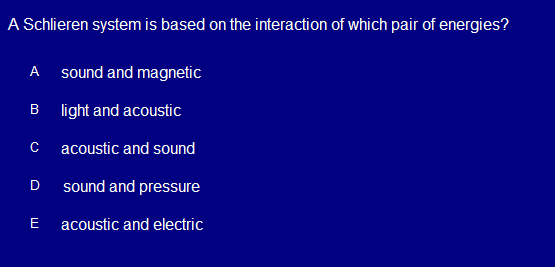 A Schlieren system is based on the interaction of which pair of energies?
A sound and magnetic
B light and acoustic
C acoustic and sound
D sound and pressure
E acoustic and electric